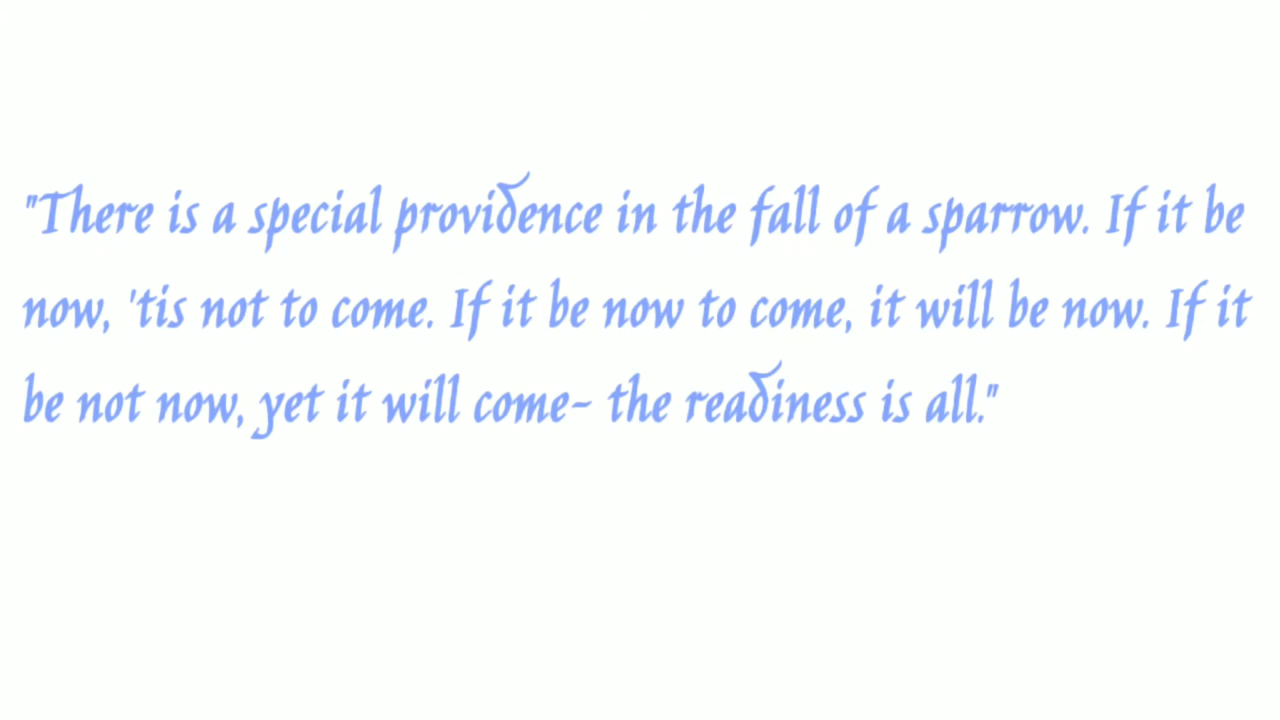 "There is a special providence in the fall of a sparrow. If it be
now, 'tis not to come. If it be now to come, it will be now. If it
be not now, yet it will come- the readiness is all."